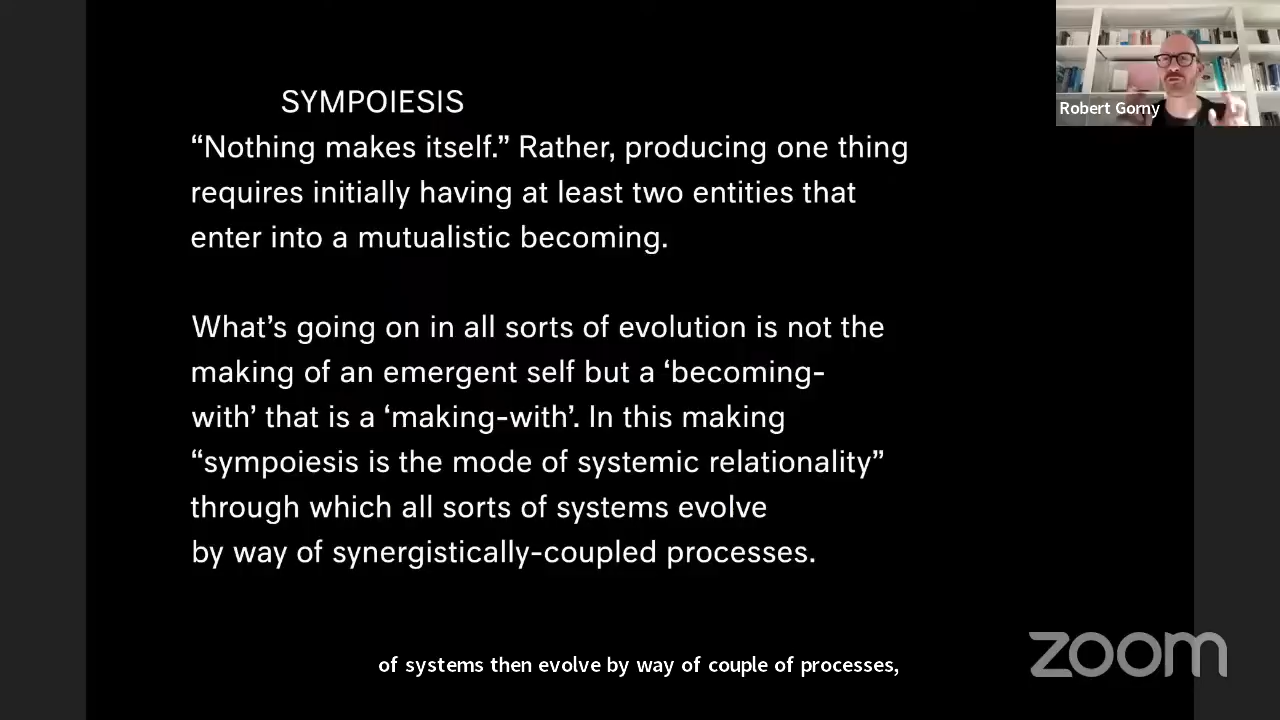 SYMPOIESIS
“Nothing makes itself.” Rather, producing one thing
requires initially having at least two entities that
enter into a mutualistic becoming.
What’s going on in all sorts of evolution is not the
making of an emergent self but a ‘becoming-
with’ that is a ‘making-with’. In this making
“sympoiesis is the mode of systemic relationality”
through which all sorts of systems evolve
by way of synergistically-coupled processes.
Robert Gorny
of systems then evolve by way of couple of processes,
zoom